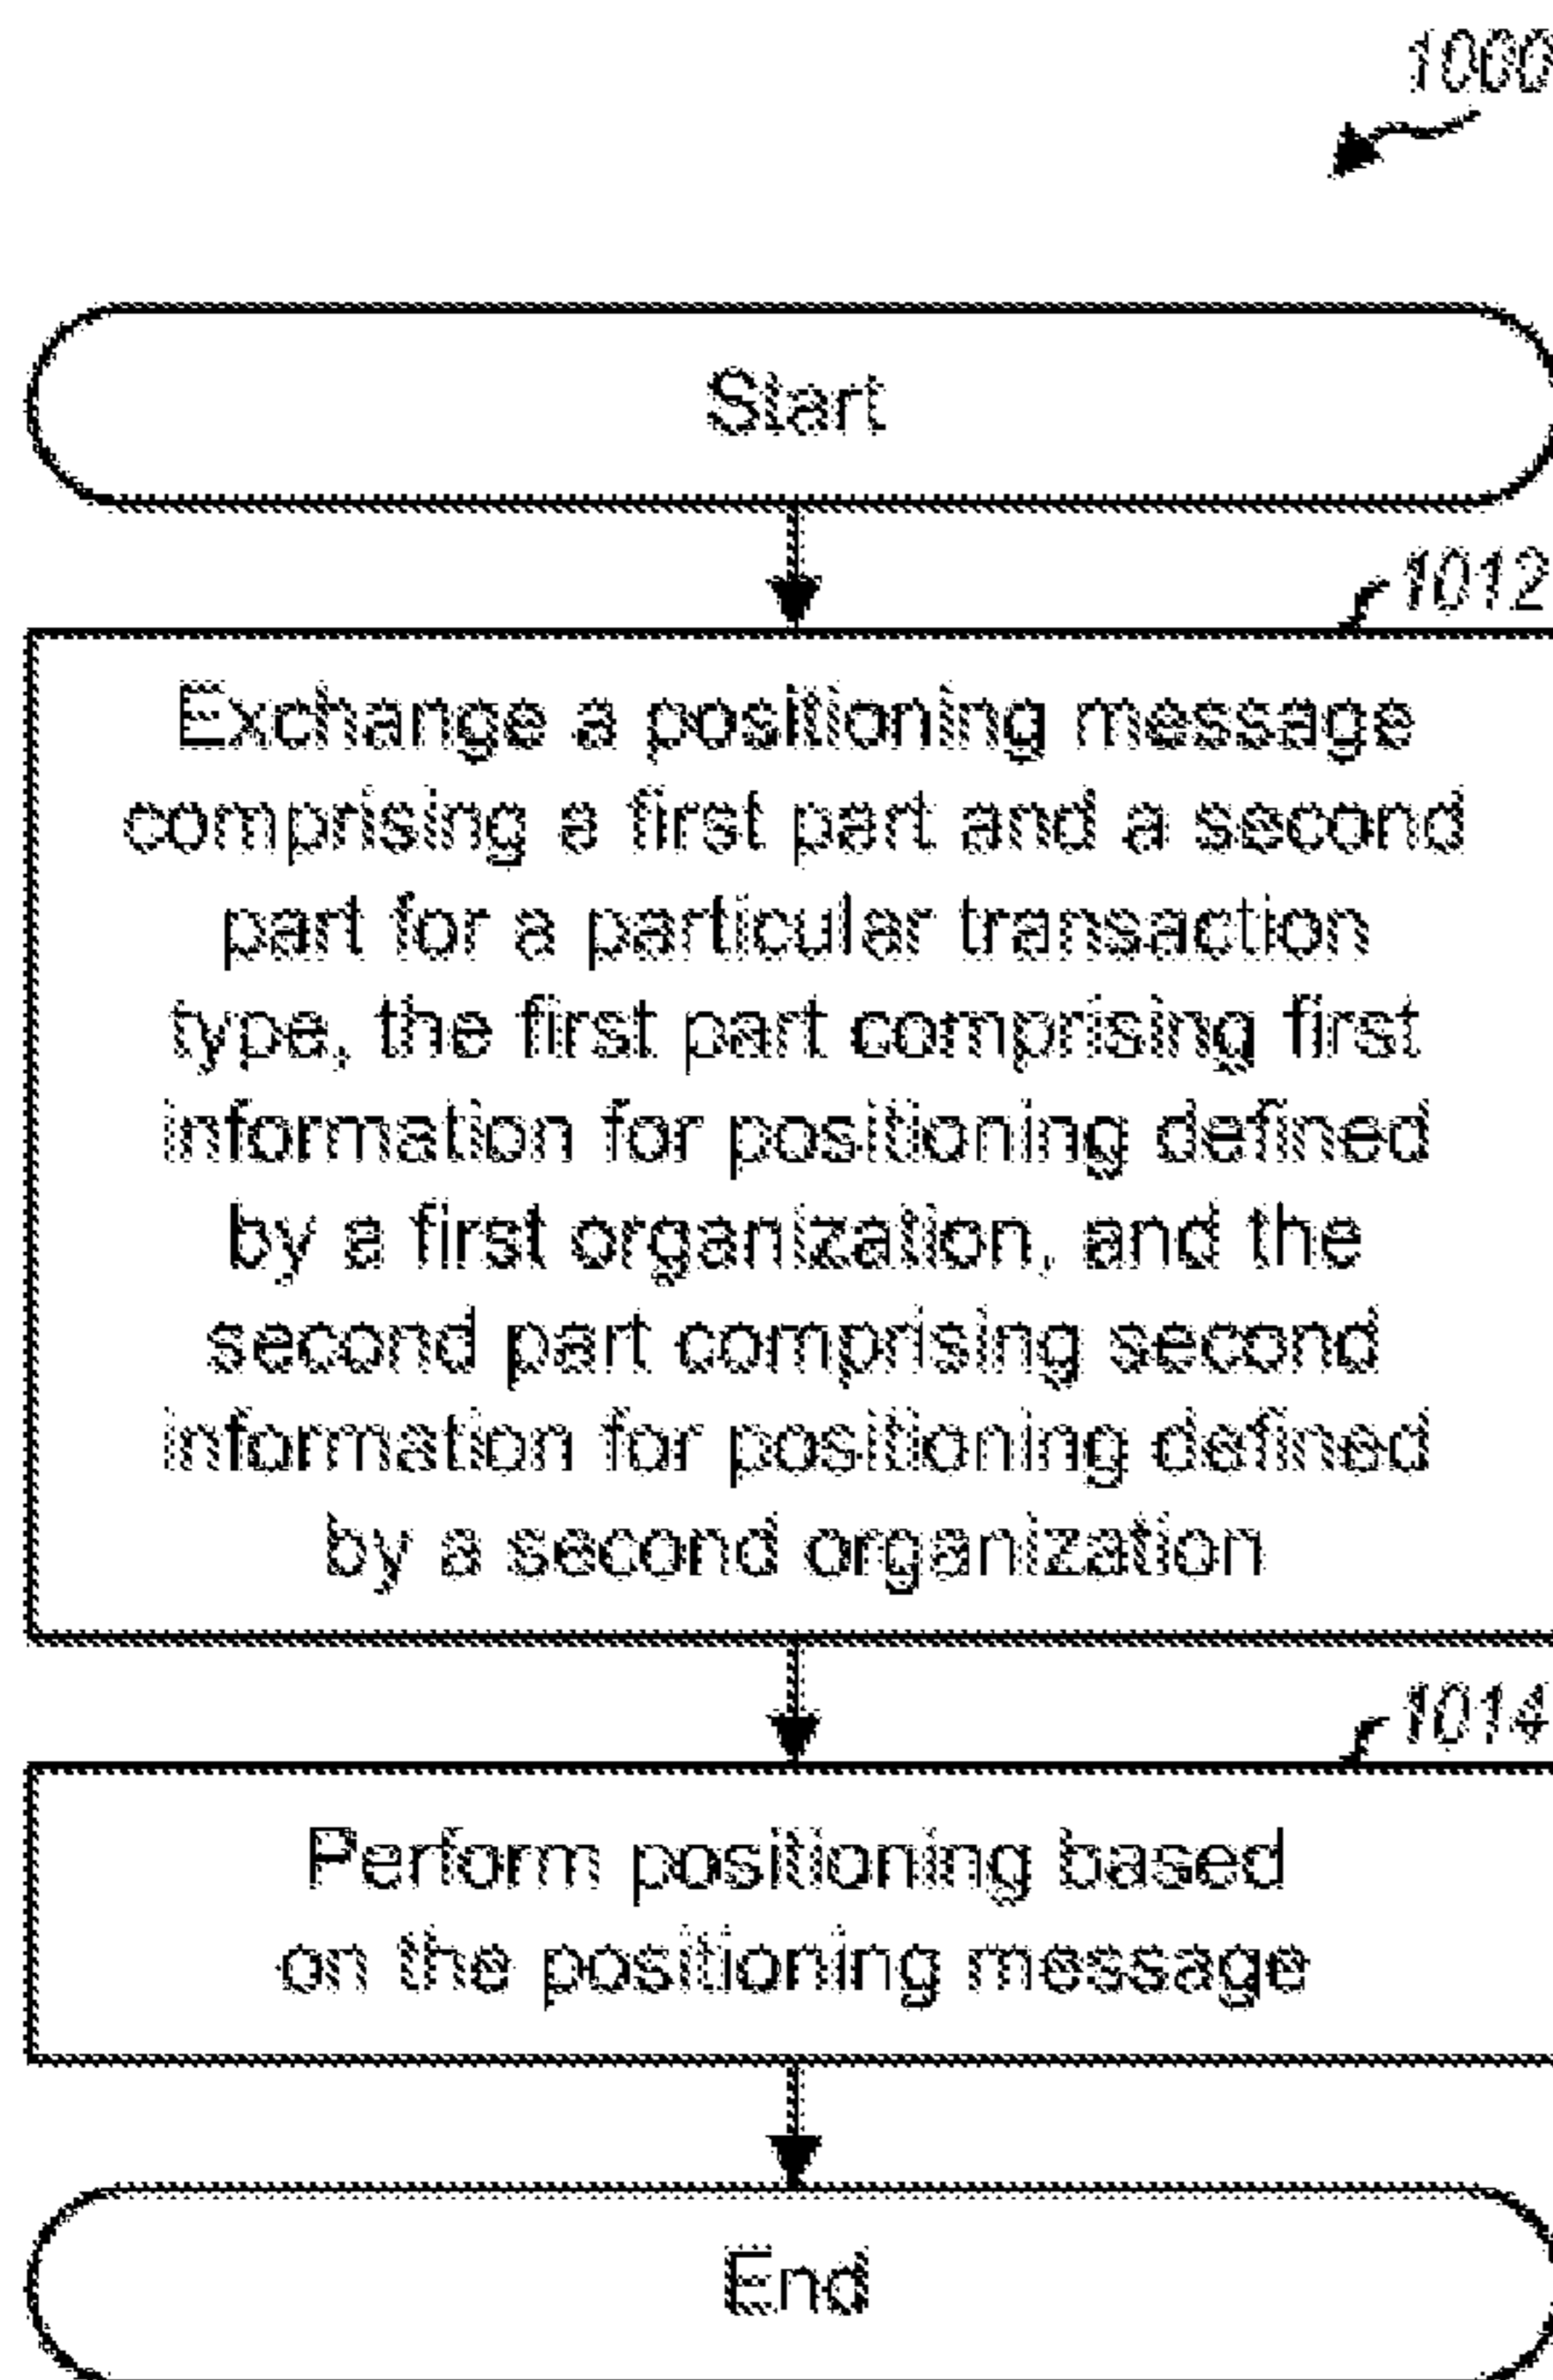 1000
Start
1012
Exchange a positioning message
comprising a first part and a second
part for a particular transaction
type, the first part comprising first
information for positioning defined
by a first organization, and the
second part comprising second
information for positioning defined
by a second organization
1014
Perform positioning based
on the positioning message
End